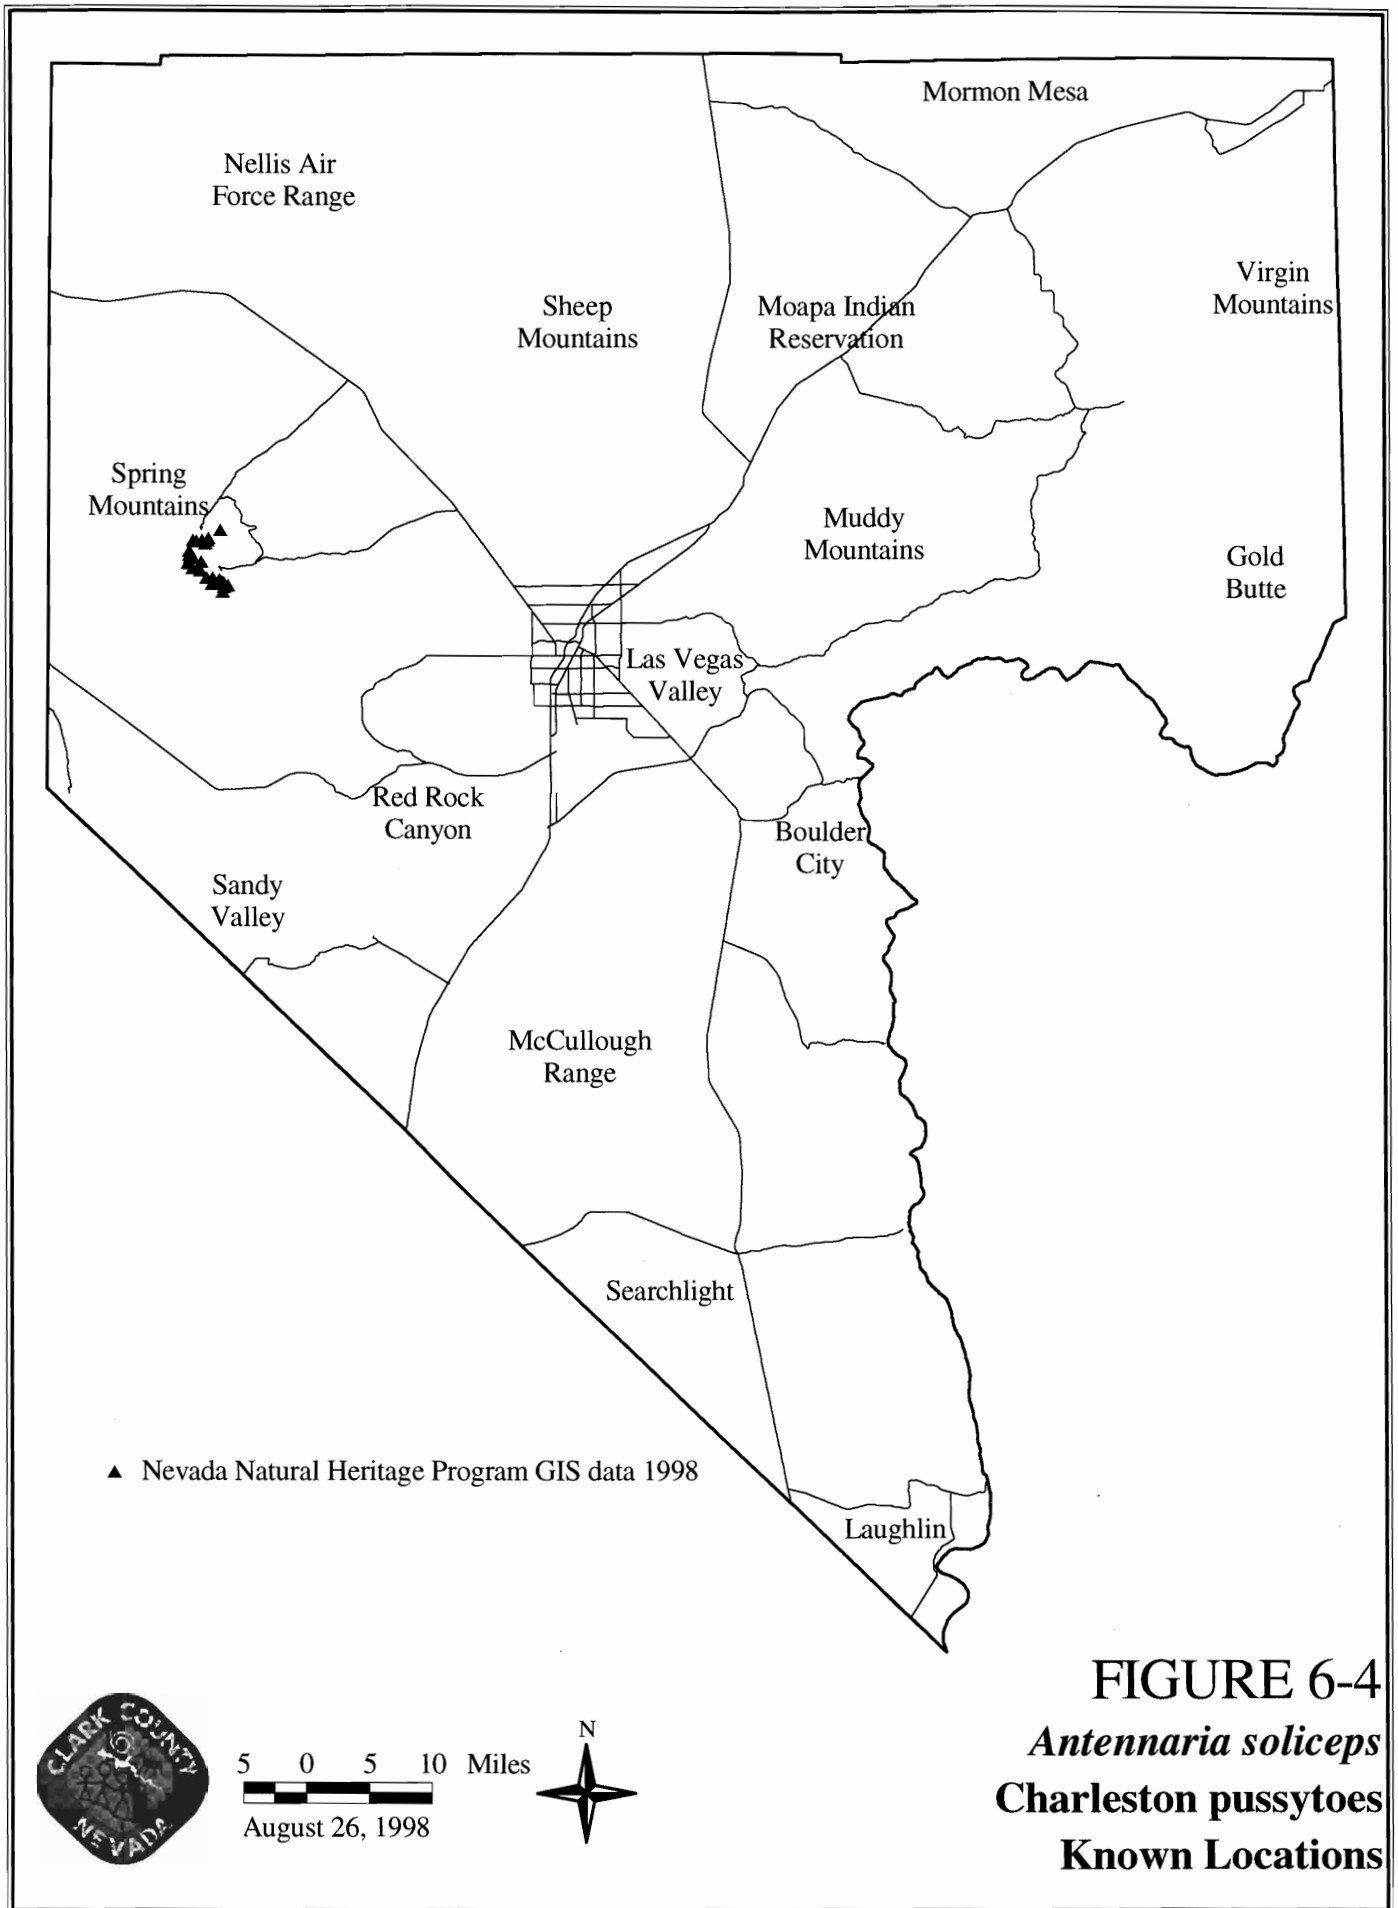 Mormon Mesa
Nellis Air
Force Range
Virgin
Mountains
Sheep
Mountains
Moapa Indian
Reservation
Spring
Mountains
Muddy
Mountains
Gold
Butte
Las Vegas
Valley
Red Rock
Canyon
Boulder
City
Sandy
Valley
McCullough
Range
Searchlight
▲ Nevada Natural Heritage Program GIS data 1998
Laughlin
FIGURE 6-4
Antennaria soliceps
Charleston pussytoes
Known Locations
CLARK COUNTY
NEVADA
5 0 5 10 Miles
August 26, 1998
N